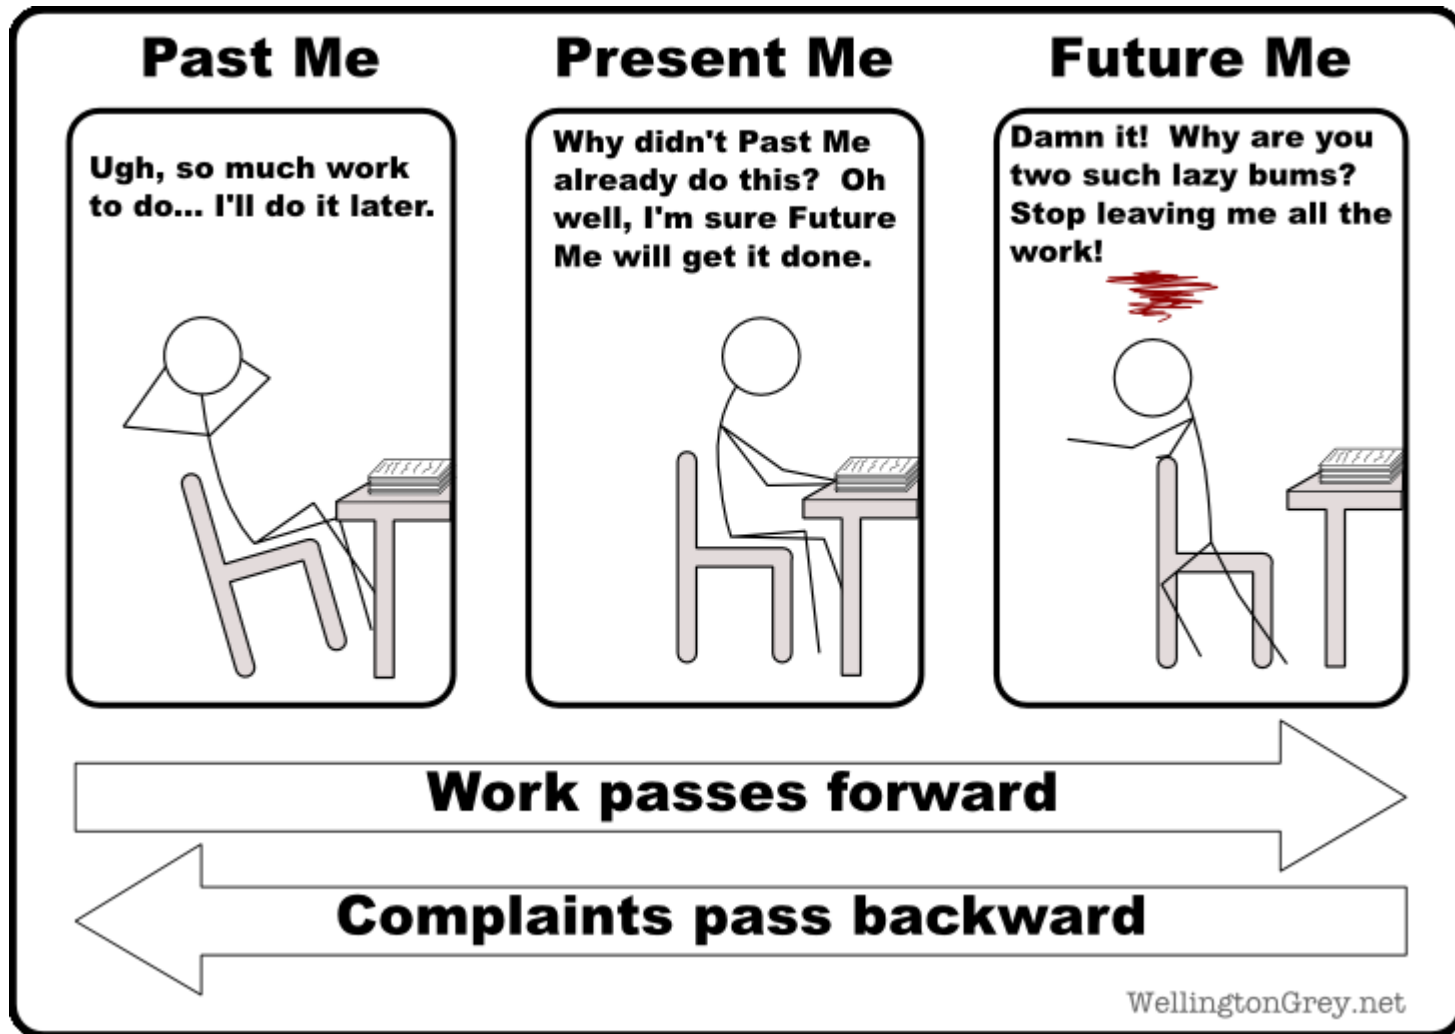 Past Me
Present Me
Future Me
Ugh, so much work
to do... I'll do it later.
Why didn't Past Me
already do this?  Oh
well, I'm sure Future
Me will get it done.
Damn it!  Why are you
two such lazy bums?
Stop leaving me all the
work!
Work passes forward
Complaints pass backward
WellingtonGrey.net